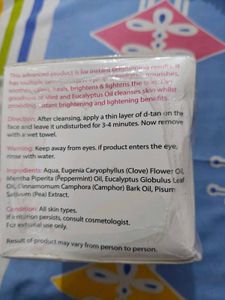 This advanced product is for instant brightening results. It
has multiple nourishes,
soothes, calms, heals, brightens & lightens the skin.
goodness of Mint and Eucalyptus Oil cleanses skin whilst
providing instant brightening and lightening benefits.
Direction: After cleansing, apply a thin layer of d-tan on the
face and leave it undisturbed for 3-4 minutes. Now remove
with a wet towel.
Warning: Keep away from eyes. if product enters the eye,
rinse with water.
Ingredients: Aqua, Eugenia Caryophyllus (Clove) Flower Oil,
Mentha Piperita (Peppermint) Oil, Eucalyptus Globulus Leaf
Oil, Cinnamomum Camphora (Camphor) Bark Oil, Pisum
Sativum (Pea) Extract.
Condition: All skin types.
If irritation persists, consult cosmetologist.
For external use only.
Result of product may vary from person to person.